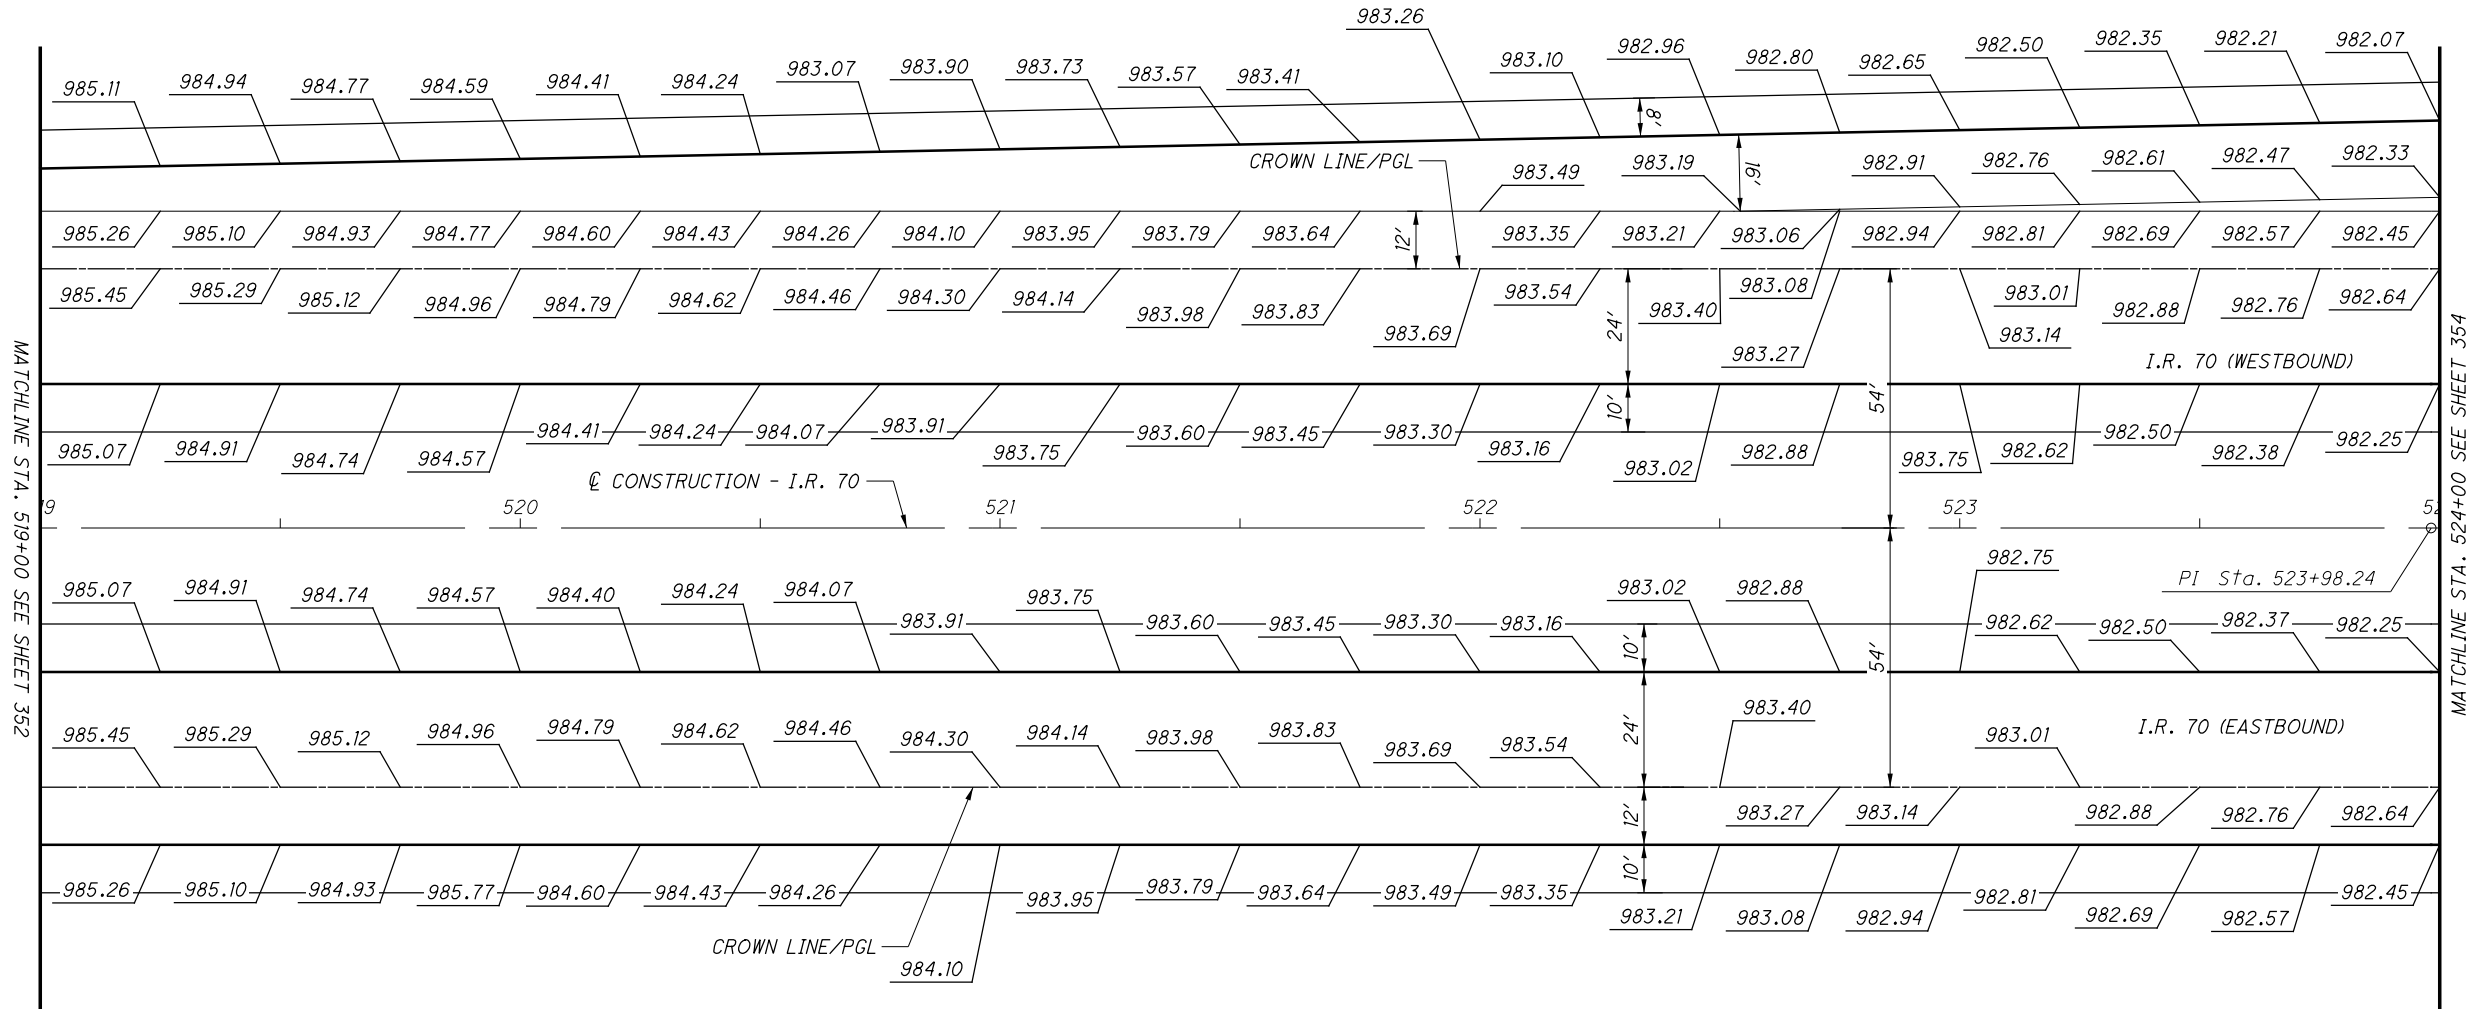 985.11 984.94 984.77 984.59 984.41 984.24 983.07 983.90 983.73 983.57 983.41 983.26 983.10 982.96 982.80 982.65 982.50 982.35 982.21 982.07
8'
CROWN LINE/PGL 983.49 983.19 16' 982.91 982.76 982.61 982.47 982.33
985.26 985.10 984.93 984.77 984.60 984.43 984.26 984.10 983.95 983.79 983.64 12' 983.35 983.21 983.06 982.94 982.81 982.69 982.57 982.45
985.45 985.29 985.12 984.96 984.79 984.62 984.46 984.30 984.14 983.98 983.83 983.69 983.54 24' 983.40 983.08 983.27 983.14 983.01 982.88 982.76 982.64
I.R. 70 (WESTBOUND)
985.07 984.91 984.74 984.57 984.41 984.24 984.07 983.91 983.75 983.60 983.45 983.30 983.16 10' 983.02 982.88 54' 983.75 982.62 982.50 982.38 982.25
℄ CONSTRUCTION - I.R. 70
19 520 521 522 523 52
PI Sta. 523+98.24
985.07 984.91 984.74 984.57 984.40 984.24 984.07 983.91 983.75 983.60 983.45 983.30 983.16 10' 983.02 982.88 54' 982.75 982.62 982.50 982.37 982.25
I.R. 70 (EASTBOUND)
985.45 985.29 985.12 984.96 984.79 984.62 984.46 984.30 984.14 983.98 983.83 983.69 983.54 24' 983.40 983.27 983.14 983.01 982.88 982.76 982.64
12'
985.26 985.10 984.93 985.77 984.60 984.43 984.26 984.10 983.95 983.79 983.64 983.49 983.35 10' 983.21 983.08 982.94 982.81 982.69 982.57 982.45
CROWN LINE/PGL
MATCHLINE STA. 519+00 SEE SHEET 352
MATCHLINE STA. 524+00 SEE SHEET 354